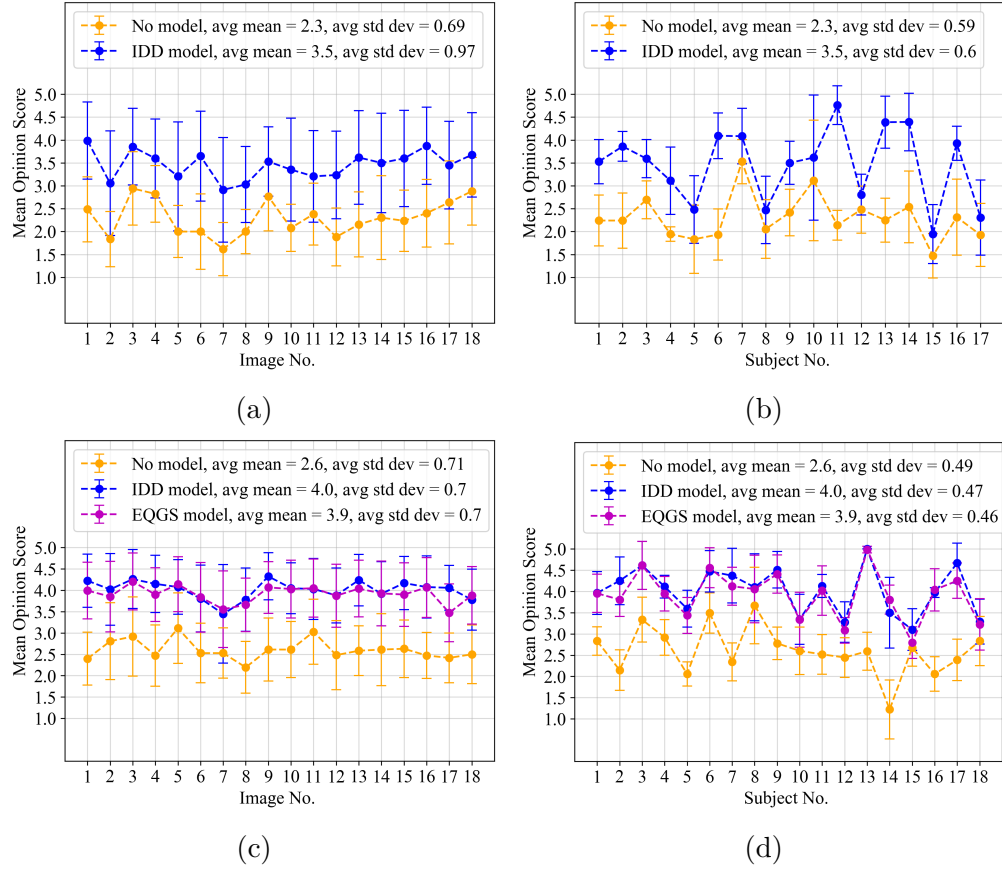 No model, avg mean = 2.3, avg std dev = 0.69
IDD model, avg mean = 3.5, avg std dev = 0.97
Mean Opinion Score
5.0
4.5
4.0
3.5
3.0
2.5
2.0
1.5
1.0
1 2 3 4 5 6 7 8 9 10 11 12 13 14 15 16 17 18
Image No.
(a)
No model, avg mean = 2.3, avg std dev = 0.59
IDD model, avg mean = 3.5, avg std dev = 0.6
Mean Opinion Score
5.0
4.5
4.0
3.5
3.0
2.5
2.0
1.5
1.0
1 2 3 4 5 6 7 8 9 10 11 12 13 14 15 16 17
Subject No.
(b)
No model, avg mean = 2.6, avg std dev = 0.71
IDD model, avg mean = 4.0, avg std dev = 0.7
EQGS model, avg mean = 3.9, avg std dev = 0.7
Mean Opinion Score
5.0
4.5
4.0
3.5
3.0
2.5
2.0
1.5
1.0
1 2 3 4 5 6 7 8 9 10 11 12 13 14 15 16 17 18
Image No.
(c)
No model, avg mean = 2.6, avg std dev = 0.49
IDD model, avg mean = 4.0, avg std dev = 0.47
EQGS model, avg mean = 3.9, avg std dev = 0.46
Mean Opinion Score
5.0
4.5
4.0
3.5
3.0
2.5
2.0
1.5
1.0
1 2 3 4 5 6 7 8 9 10 11 12 13 14 15 16 17 18
Subject No.
(d)